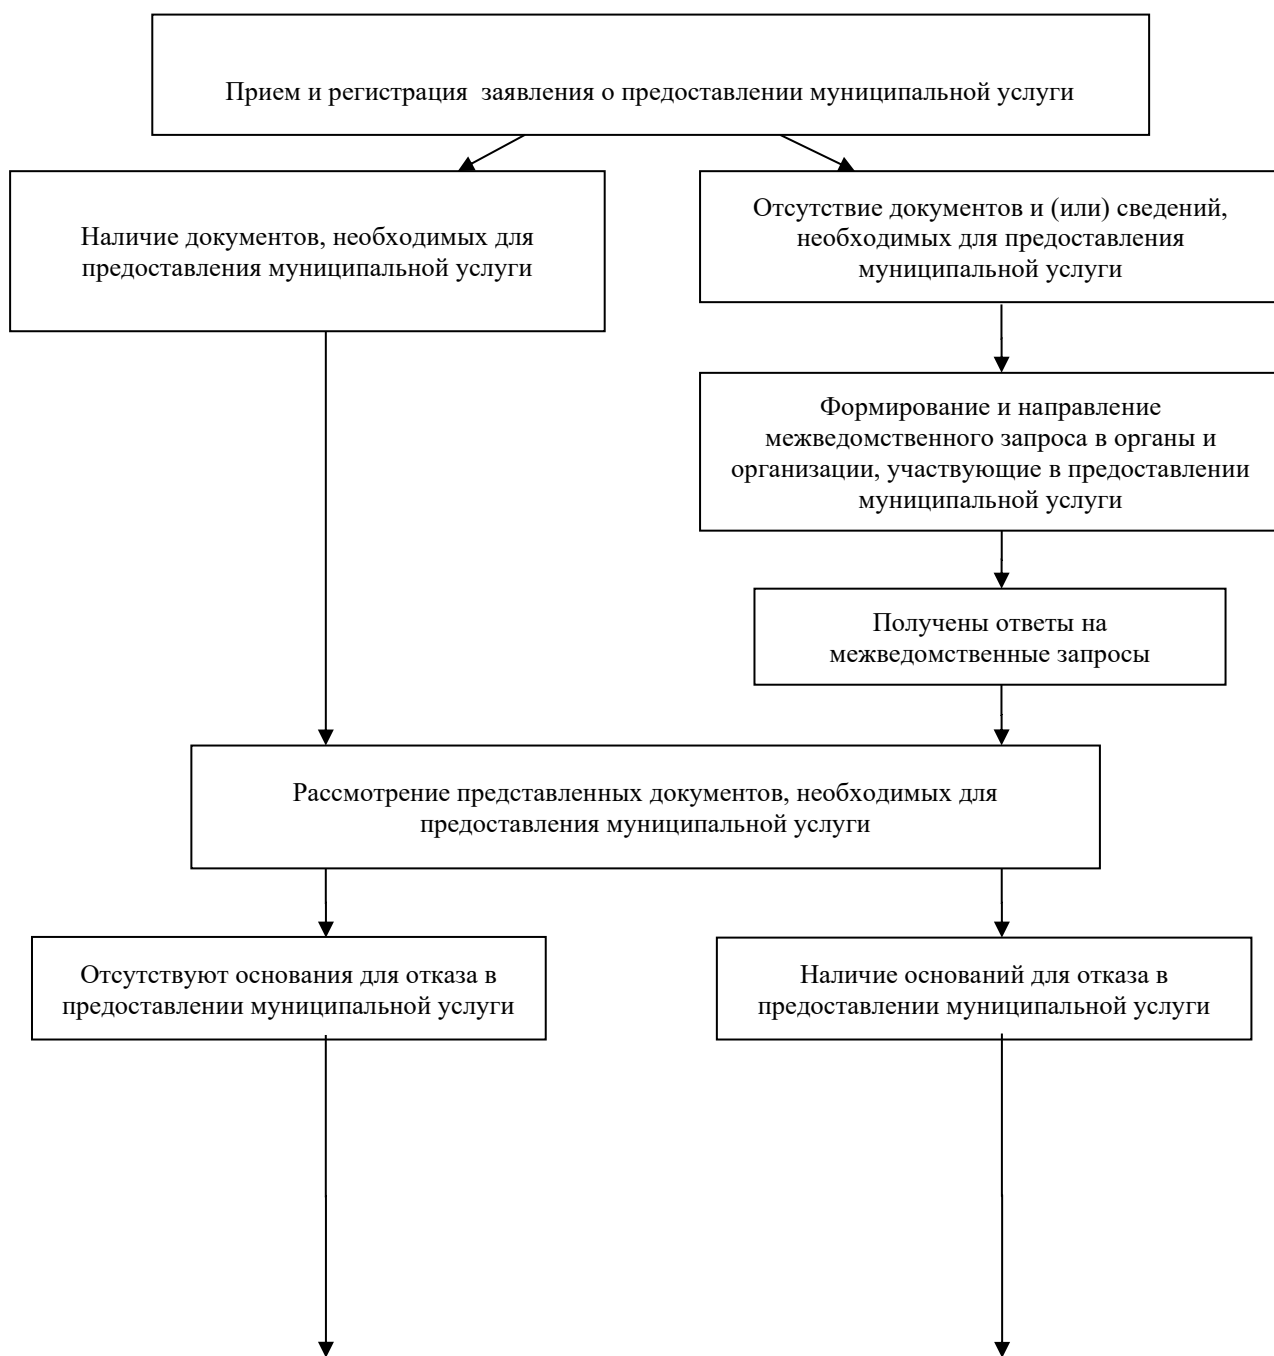 Прием и регистрация  заявления о предоставлении муниципальной услуги
Наличие документов, необходимых для
предоставления муниципальной услуги
Отсутствие документов и (или) сведений,
необходимых для предоставления
муниципальной услуги
Формирование и направление
межведомственного запроса в органы и
организации, участвующие в предоставлении
муниципальной услуги
Получены ответы на
межведомственные запросы
Рассмотрение представленных документов, необходимых для
предоставления муниципальной услуги
Отсутствуют основания для отказа в
предоставлении муниципальной услуги
Наличие оснований для отказа в
предоставлении муниципальной услуги